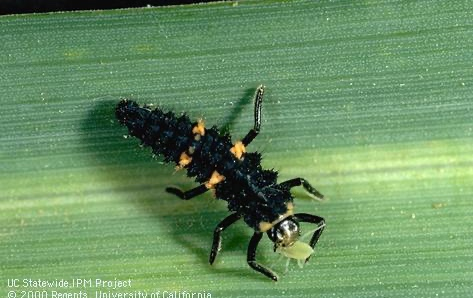 UC Statewide IPM Project
© 2000 Regents, University of California